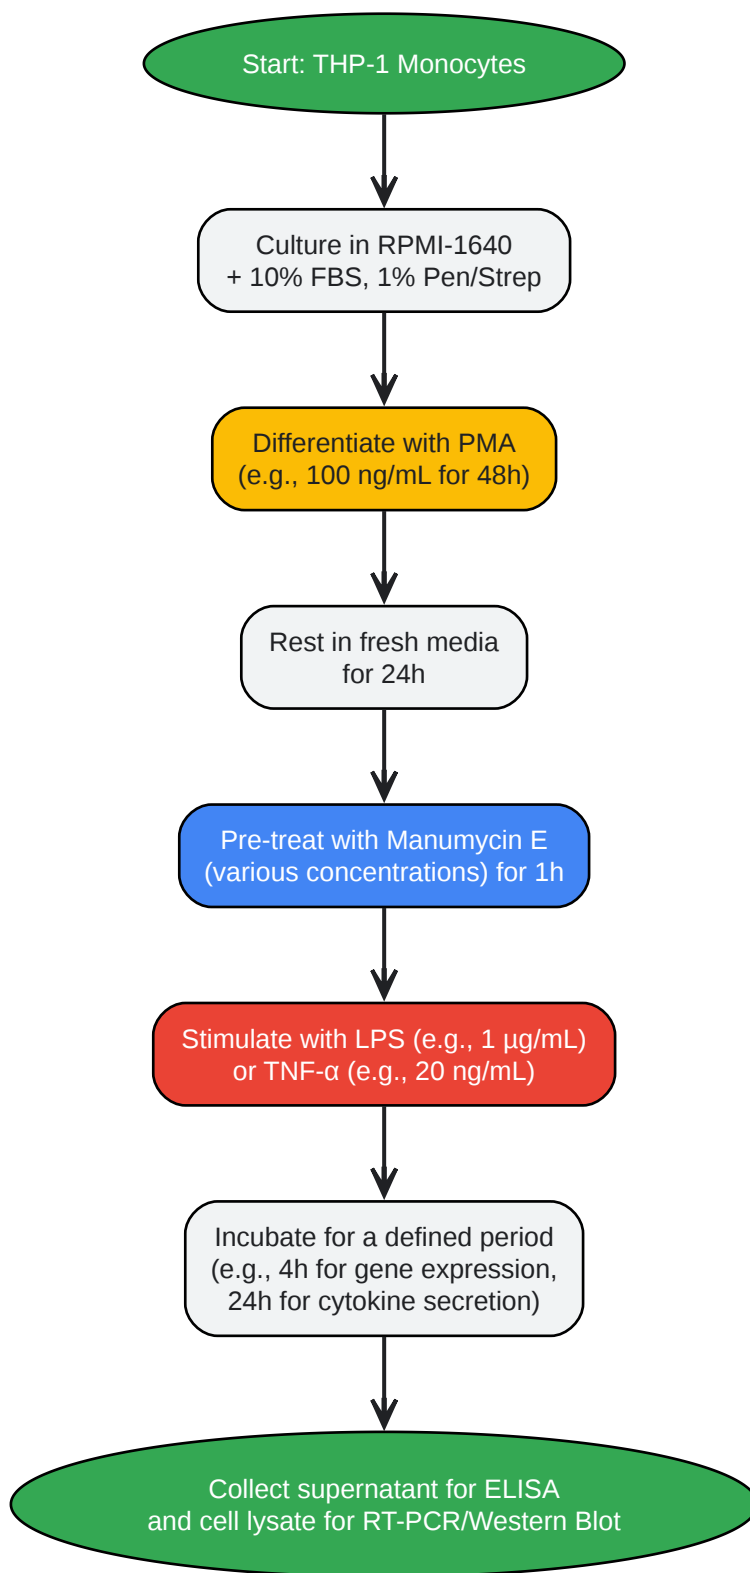 Start: THP-1 Monocytes
Culture in RPMI-1640
+ 10% FBS, 1% Pen/Strep
Differentiate with PMA
(e.g., 100 ng/mL for 48h)
Rest in fresh media
for 24h
Pre-treat with Manumycin E
(various concentrations) for 1h
Stimulate with LPS (e.g., 1 µg/mL)
or TNF-α (e.g., 20 ng/mL)
Incubate for a defined period
(e.g., 4h for gene expression,
24h for cytokine secretion)
Collect supernatant for ELISA
and cell lysate for RT-PCR/Western Blot